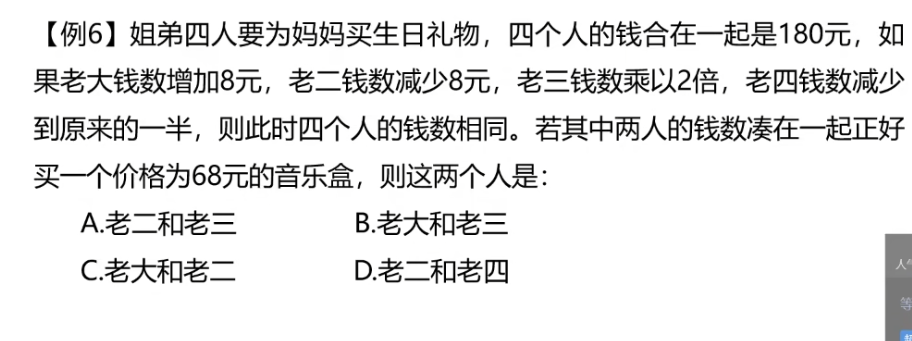 【例6】姐弟四人要为妈妈买生日礼物，四个人的钱合在一起是180元，如
果老大钱数增加8元，老二钱数减少8元，老三钱数乘以2倍，老四钱数减少
到原来的一半，则此时四个人的钱数相同。若其中两人的钱数凑在一起正好
买一个价格为68元的音乐盒，则这两个人是：
A.老二和老三 B.老大和老三
C.老大和老二 D.老二和老四
人气
等